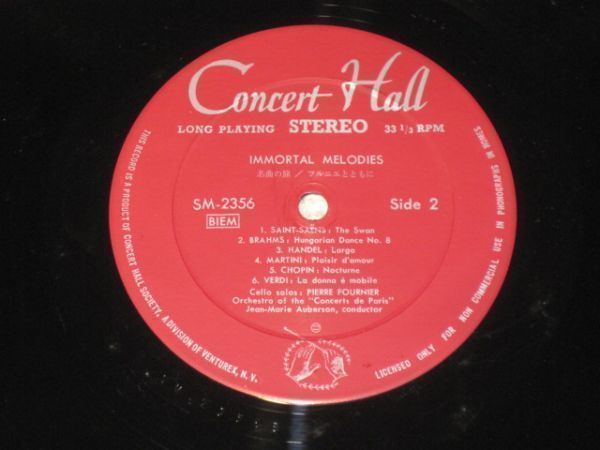 Concert Hall
LONG PLAYING STEREO 33 1/3 RPM
IMMORTAL MELODIES
名曲の旅 / フルニエとともに
SM-2356 Side 2
BIEM
1. SAINT-SAËNS: The Swan
2. BRAHMS: Hungarian Dance No. 8
3. HANDEL: Largo
4. MARTINI: Plaisir d'amour
5. CHOPIN: Nocturne
6. VERDI: La donna è mobile
Cello solos: PIERRE FOURNIER
Orchestra of the "Concerts de Paris"
Jean-Marie Auberson, conductor
THIS RECORD IS A PRODUCT OF CONCERT HALL SOCIETY, A DIVISION OF VENTUREX, N. V.
LICENSED ONLY FOR NON COMMERCIAL USE IN PHONOGRAPHS IN HOMES